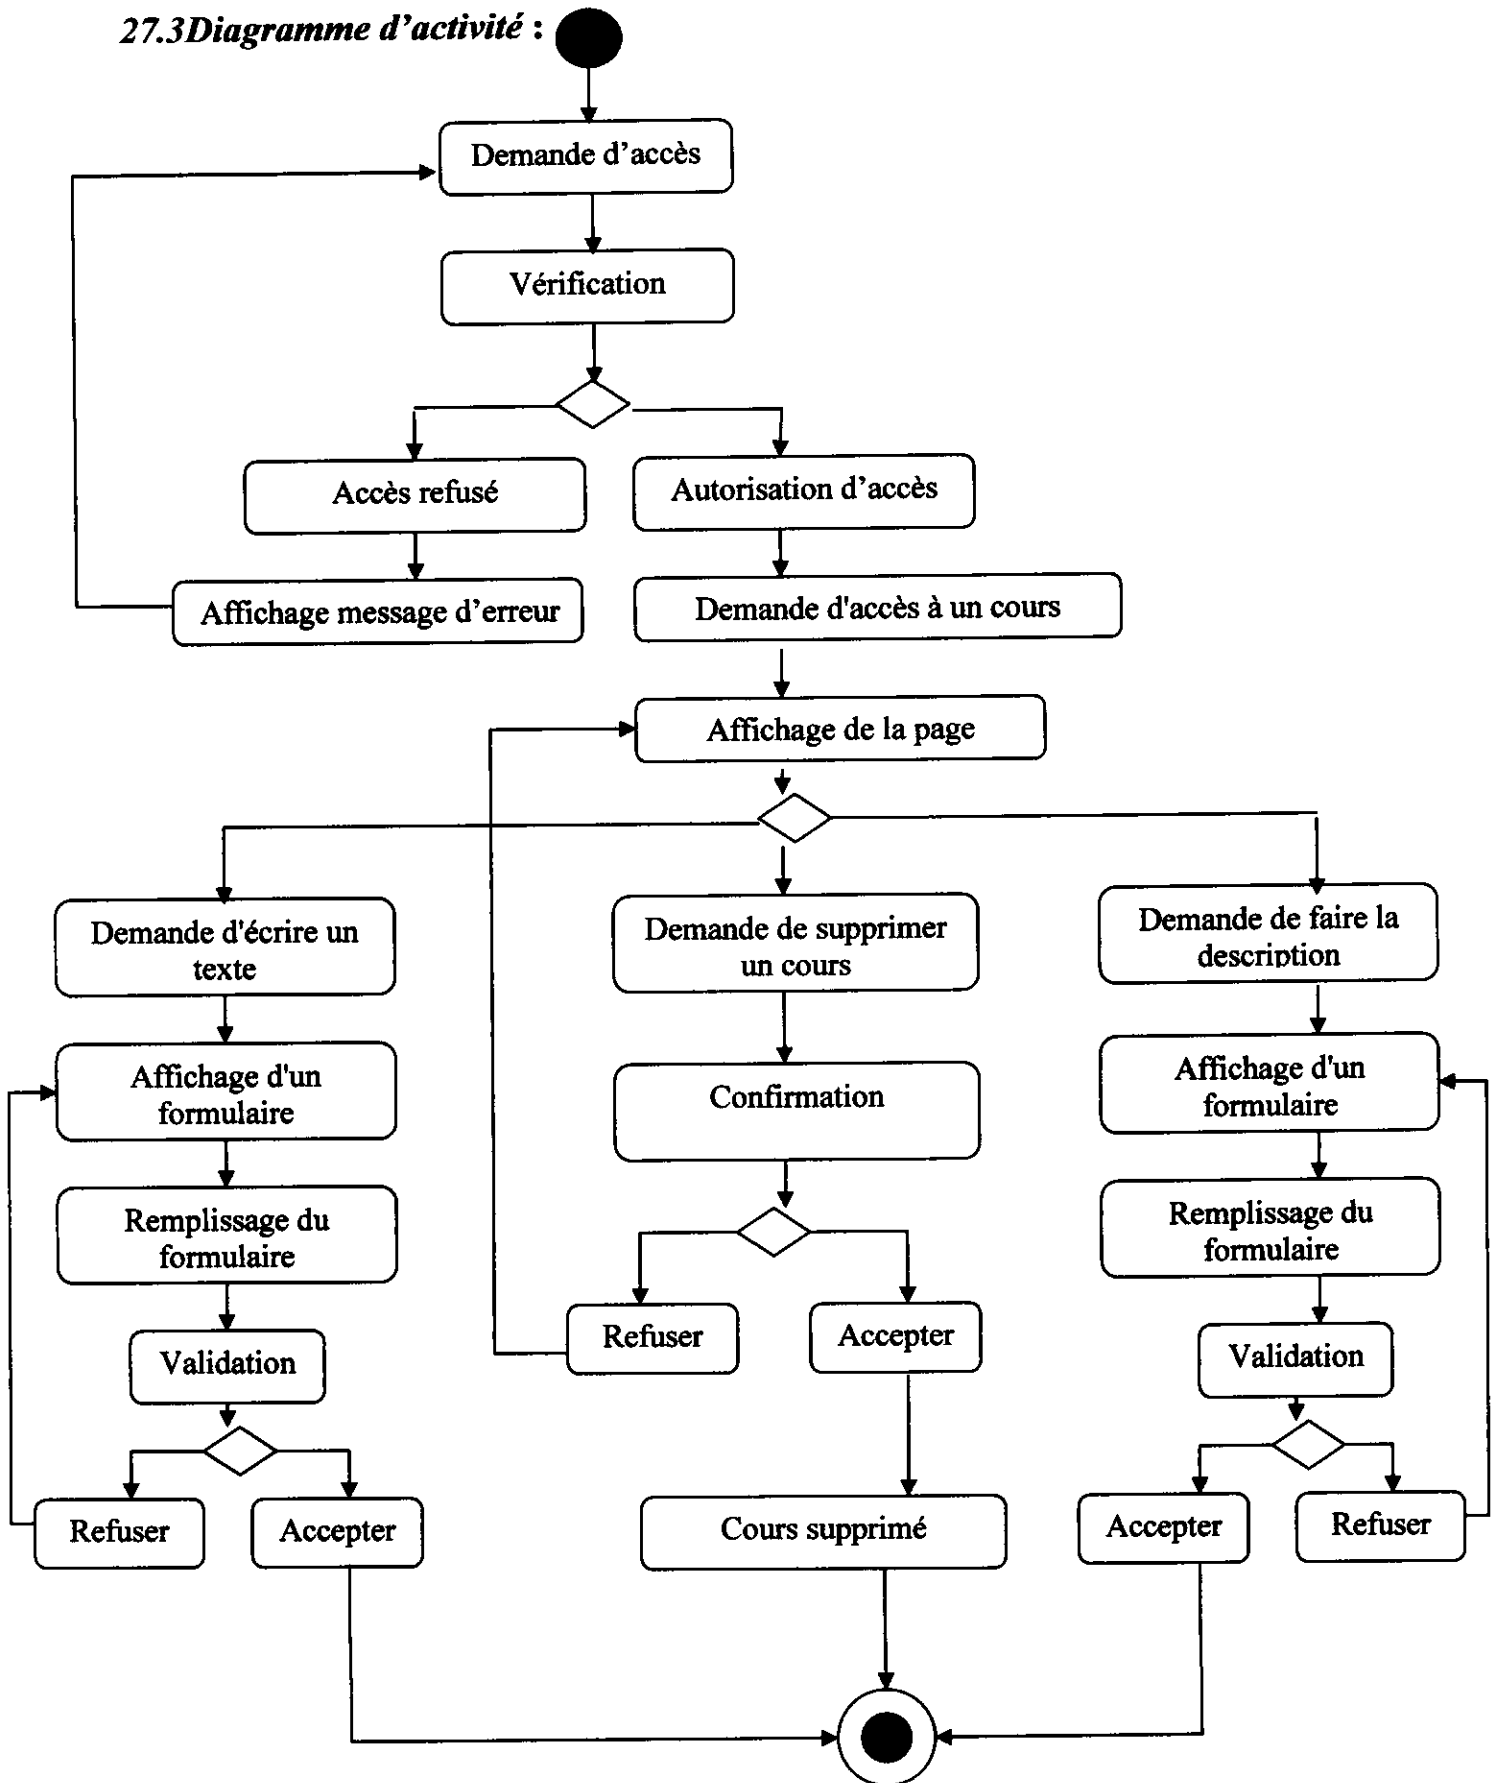 27.3Diagramme d'activité :
Demande d'accès
Vérification
Accès refusé
Autorisation d'accès
Affichage message d'erreur
Demande d'accès à un cours
Affichage de la page
Demande d'écrire un
texte
Demande de supprimer
un cours
Demande de faire la
description
Affichage d'un
formulaire
Confirmation
Affichage d'un
formulaire
Remplissage du
formulaire
Remplissage du
formulaire
Refuser
Accepter
Validation
Validation
Refuser
Accepter
Cours supprimé
Accepter
Refuser